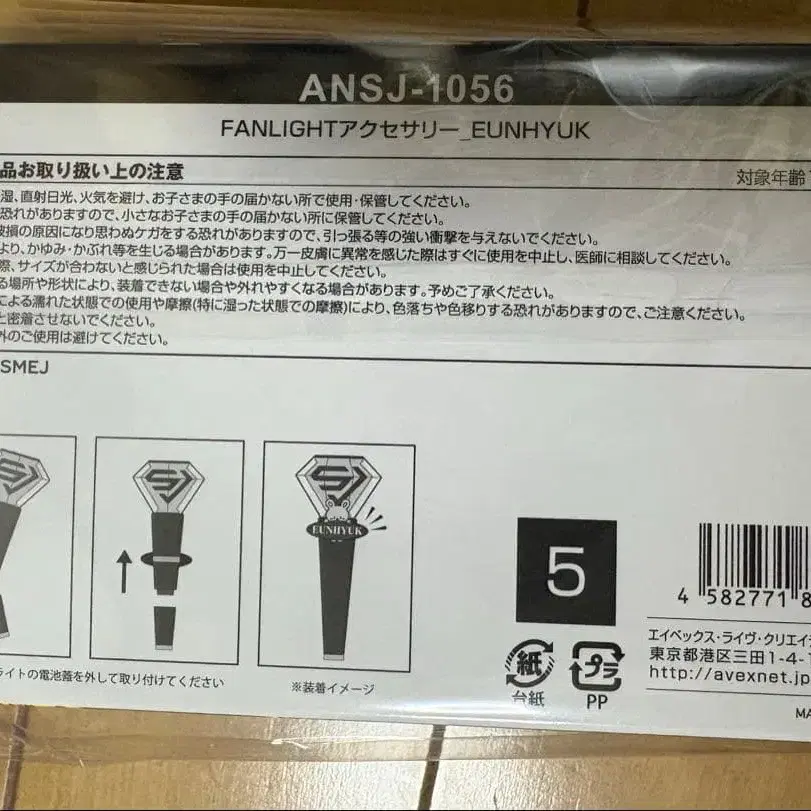 ANSJ-1056
FANLIGHTアクセサリー_EUNHYUK
品お取り扱い上の注意
対象年齢
湿、直射日光、火気を避け、お子さまの手の届かない所で使用・保管してください。
恐れがありますので、小さなお子さまの手の届かない所に保管してください。
破損の原因になり思わぬケガをする恐れがありますので、引っ張る等の強い衝撃を与えないでください。
より、かゆみ・かぶれ等を生じる場合があります。万一皮膚に異常を感じた際はすぐに使用を中止し、医師に相談してください。
際、サイズが合わないと感じられた場合は使用を中止してください。
る場所や形状により、装着できない場合や外れやすくなる場合があります。予めご了承ください。
による濡れた状態での使用や摩擦(特に湿った状態での摩擦)により、色落ちや色移りする恐れがありますので、ご注意ください。
と密着させないでください。
外のご使用は避けてください。
SMEJ
EUNHYUK
ライトの電池蓋を外して取り付けてください
※装着イメージ
5
紙
台紙
プラ
PP
4 582771 8
エイベックス・ライヴ・クリエイ
東京都港区三田1-4-
http://avexnet.jp
MA